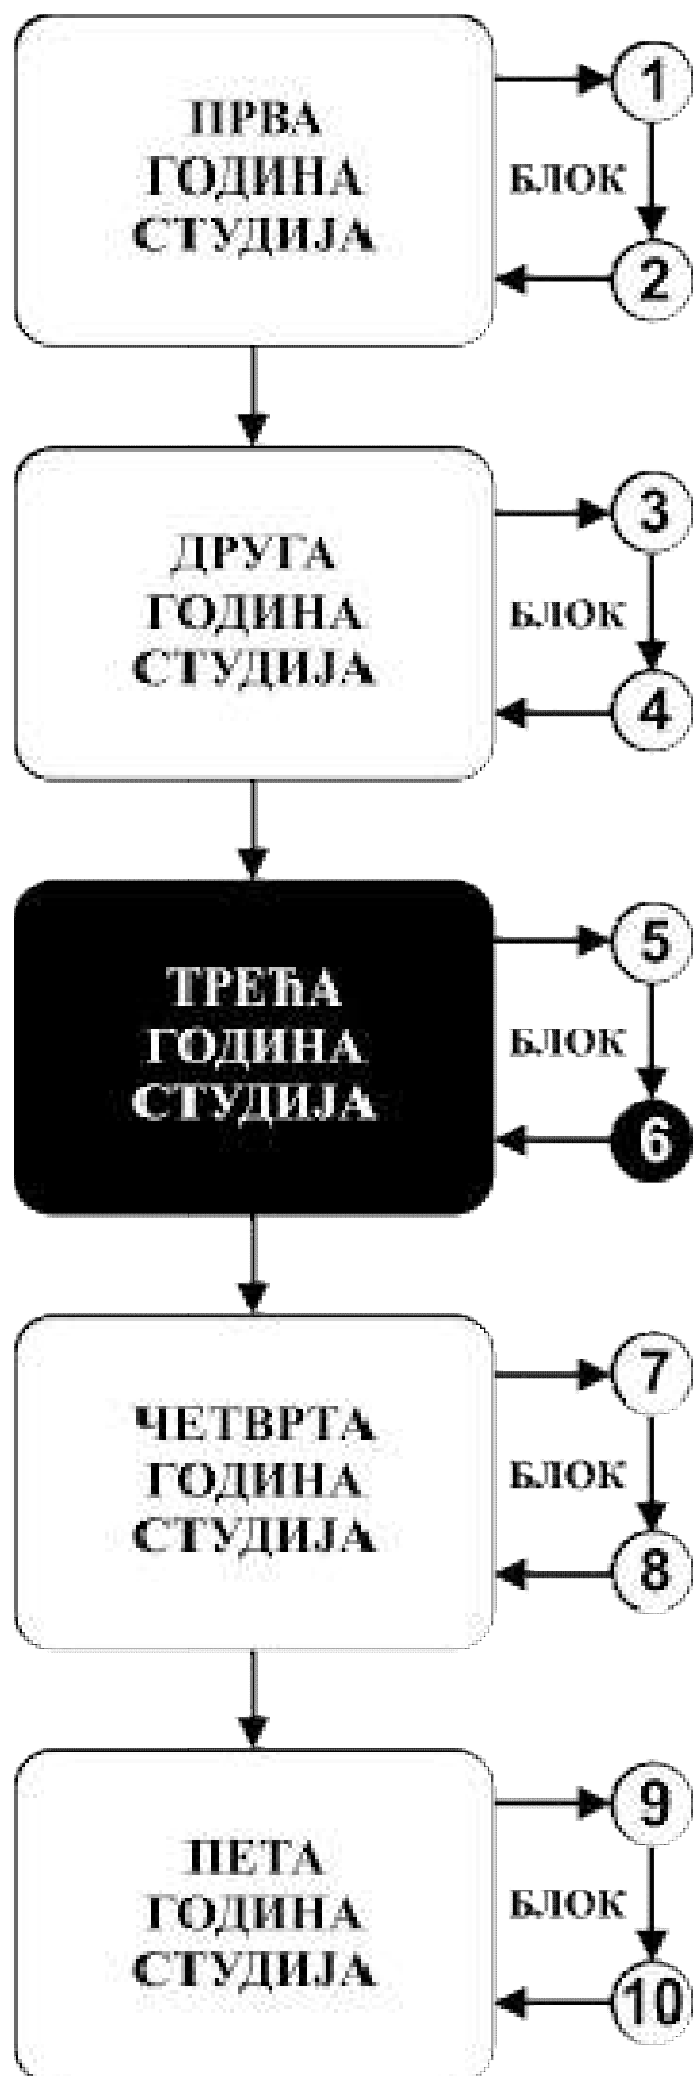 ПРВА
ГОДИНА
СТУДИЈА
1
БЛОК
2
ДРУГА
ГОДИНА
СТУДИЈА
3
БЛОК
4
ТРЕЋА
ГОДИНА
СТУДИЈА
5
БЛОК
6
ЧЕТВРТА
ГОДИНА
СТУДИЈА
7
БЛОК
8
ПЕТА
ГОДИНА
СТУДИЈА
9
БЛОК
10